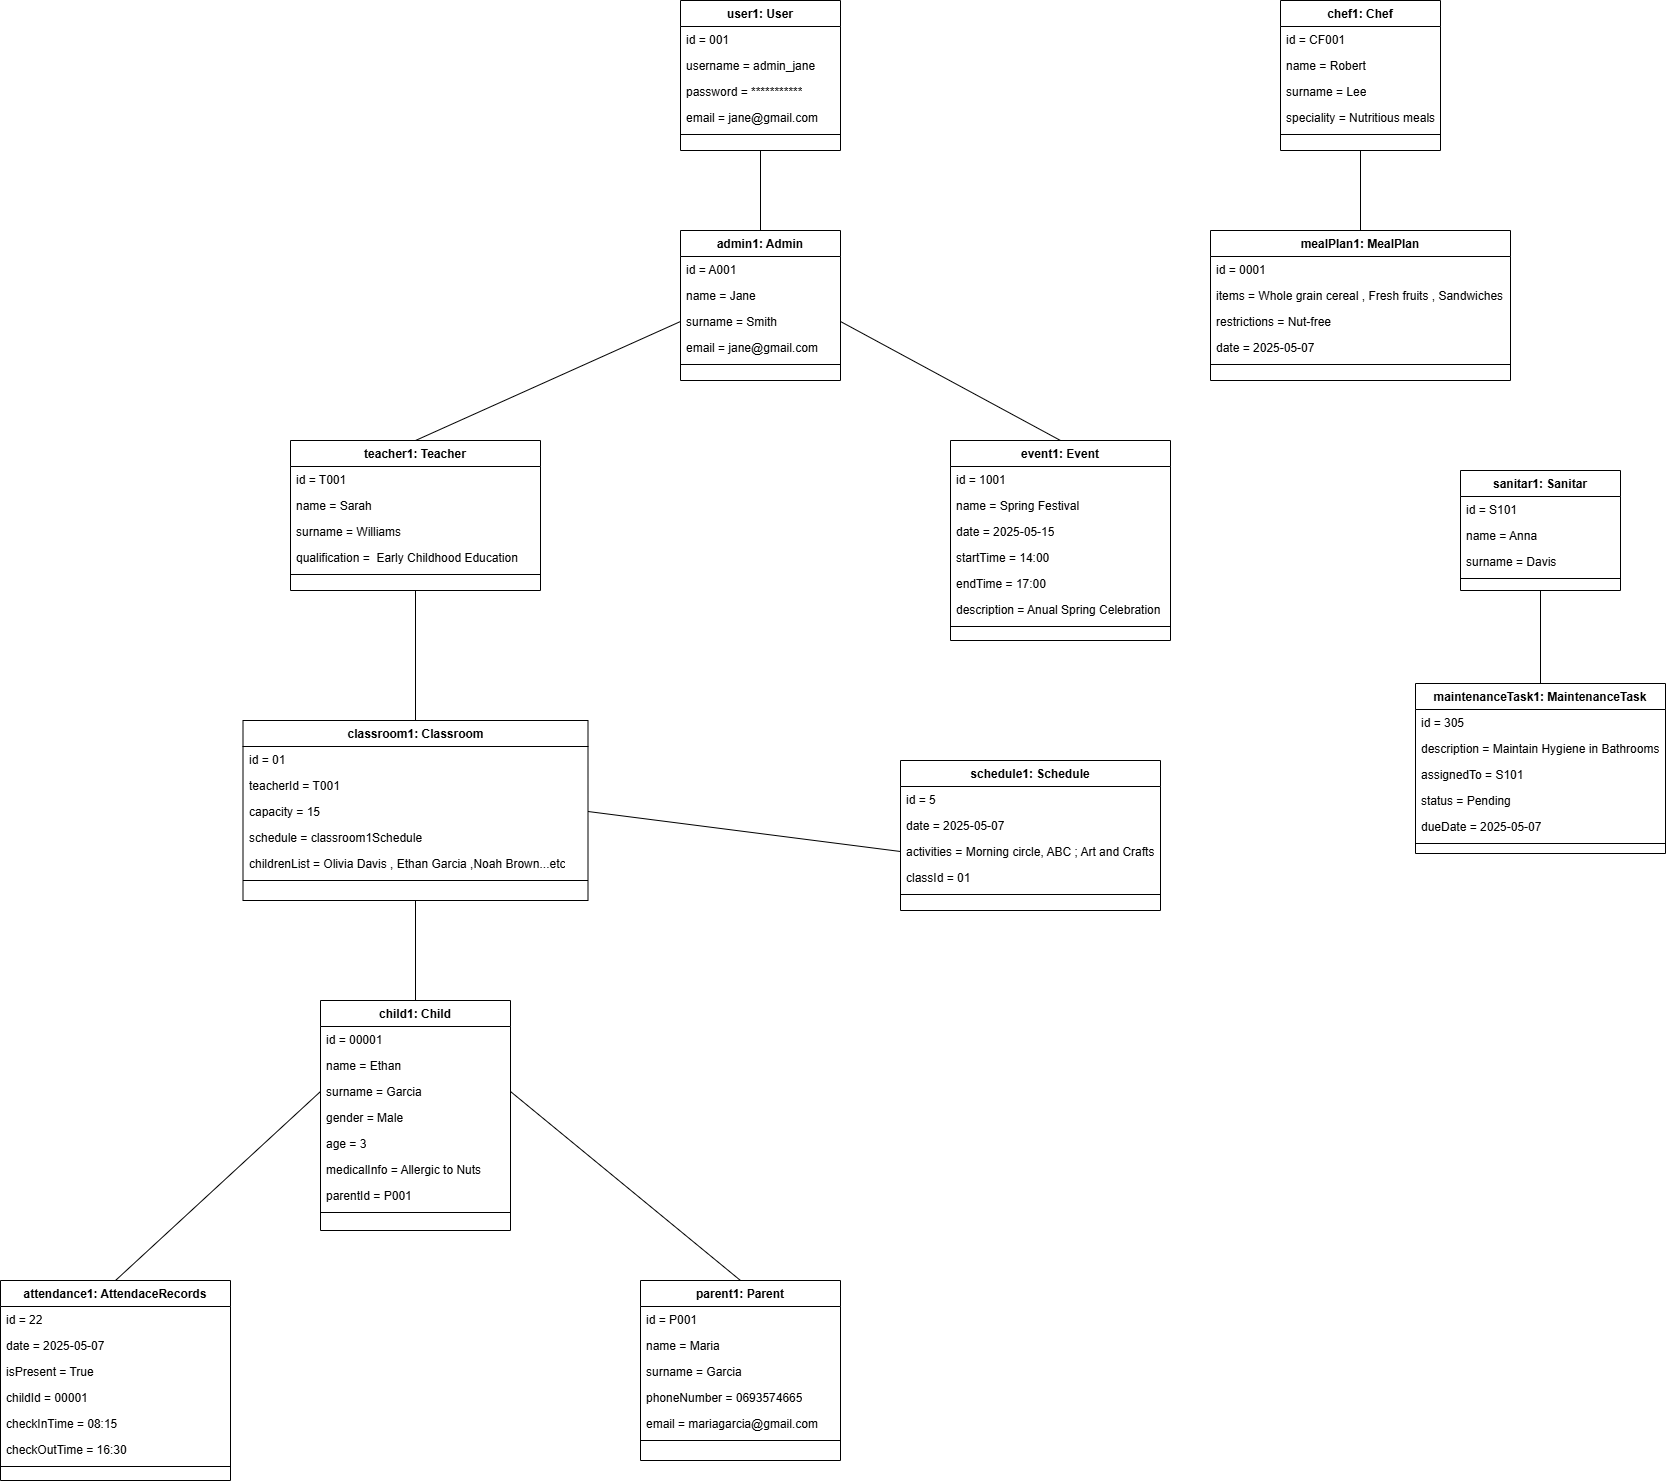 user1: User
id = 001
username = admin_jane
password = ***********
email = jane@gmail.com
chef1: Chef
id = CF001
name = Robert
surname = Lee
speciality = Nutritious meals
admin1: Admin
id = A001
name = Jane
surname = Smith
email = jane@gmail.com
mealPlan1: MealPlan
id = 0001
items = Whole grain cereal , Fresh fruits , Sandwiches
restrictions = Nut-free
date = 2025-05-07
teacher1: Teacher
id = T001
name = Sarah
surname = Williams
qualification =  Early Childhood Education
event1: Event
id = 1001
name = Spring Festival
date = 2025-05-15
startTime = 14:00
endTime = 17:00
description = Anual Spring Celebration
sanitar1: Sanitar
id = S101
name = Anna
surname = Davis
maintenanceTask1: MaintenanceTask
id = 305
description = Maintain Hygiene in Bathrooms
assignedTo = S101
status = Pending
dueDate = 2025-05-07
classroom1: Classroom
id = 01
teacherId = T001
capacity = 15
schedule = classroom1Schedule
childrenList = Olivia Davis , Ethan Garcia ,Noah Brown...etc
schedule1: Schedule
id = 5
date = 2025-05-07
activities = Morning circle, ABC ; Art and Crafts
classId = 01
child1: Child
id = 00001
name = Ethan
surname = Garcia
gender = Male
age = 3
medicalInfo = Allergic to Nuts
parentId = P001
attendance1: AttendaceRecords
id = 22
date = 2025-05-07
isPresent = True
childId = 00001
checkInTime = 08:15
checkOutTime = 16:30
parent1: Parent
id = P001
name = Maria
surname = Garcia
phoneNumber = 0693574665
email = mariagarcia@gmail.com